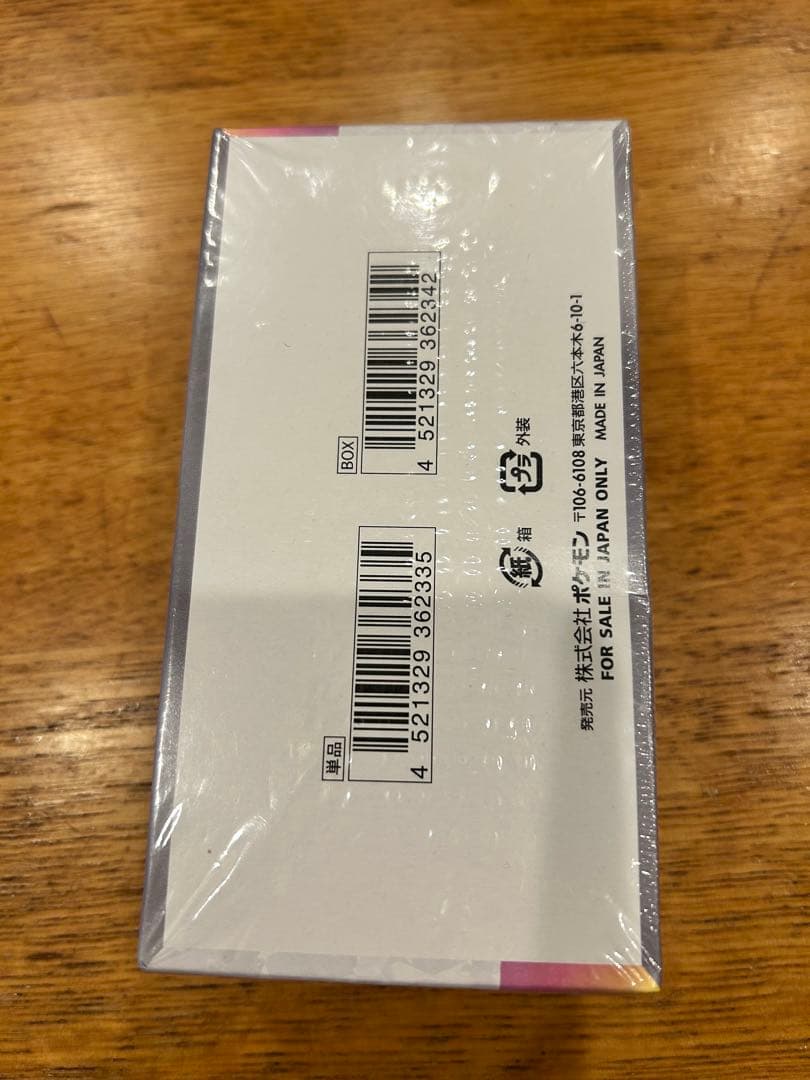 単品
4 521329 362335
BOX
4 521329 362342
紙 箱
プラ 外装
発売元 株式会社ポケモン 〒106-6108 東京都港区六本木6-10-1
FOR SALE IN JAPAN ONLY MADE IN JAPAN